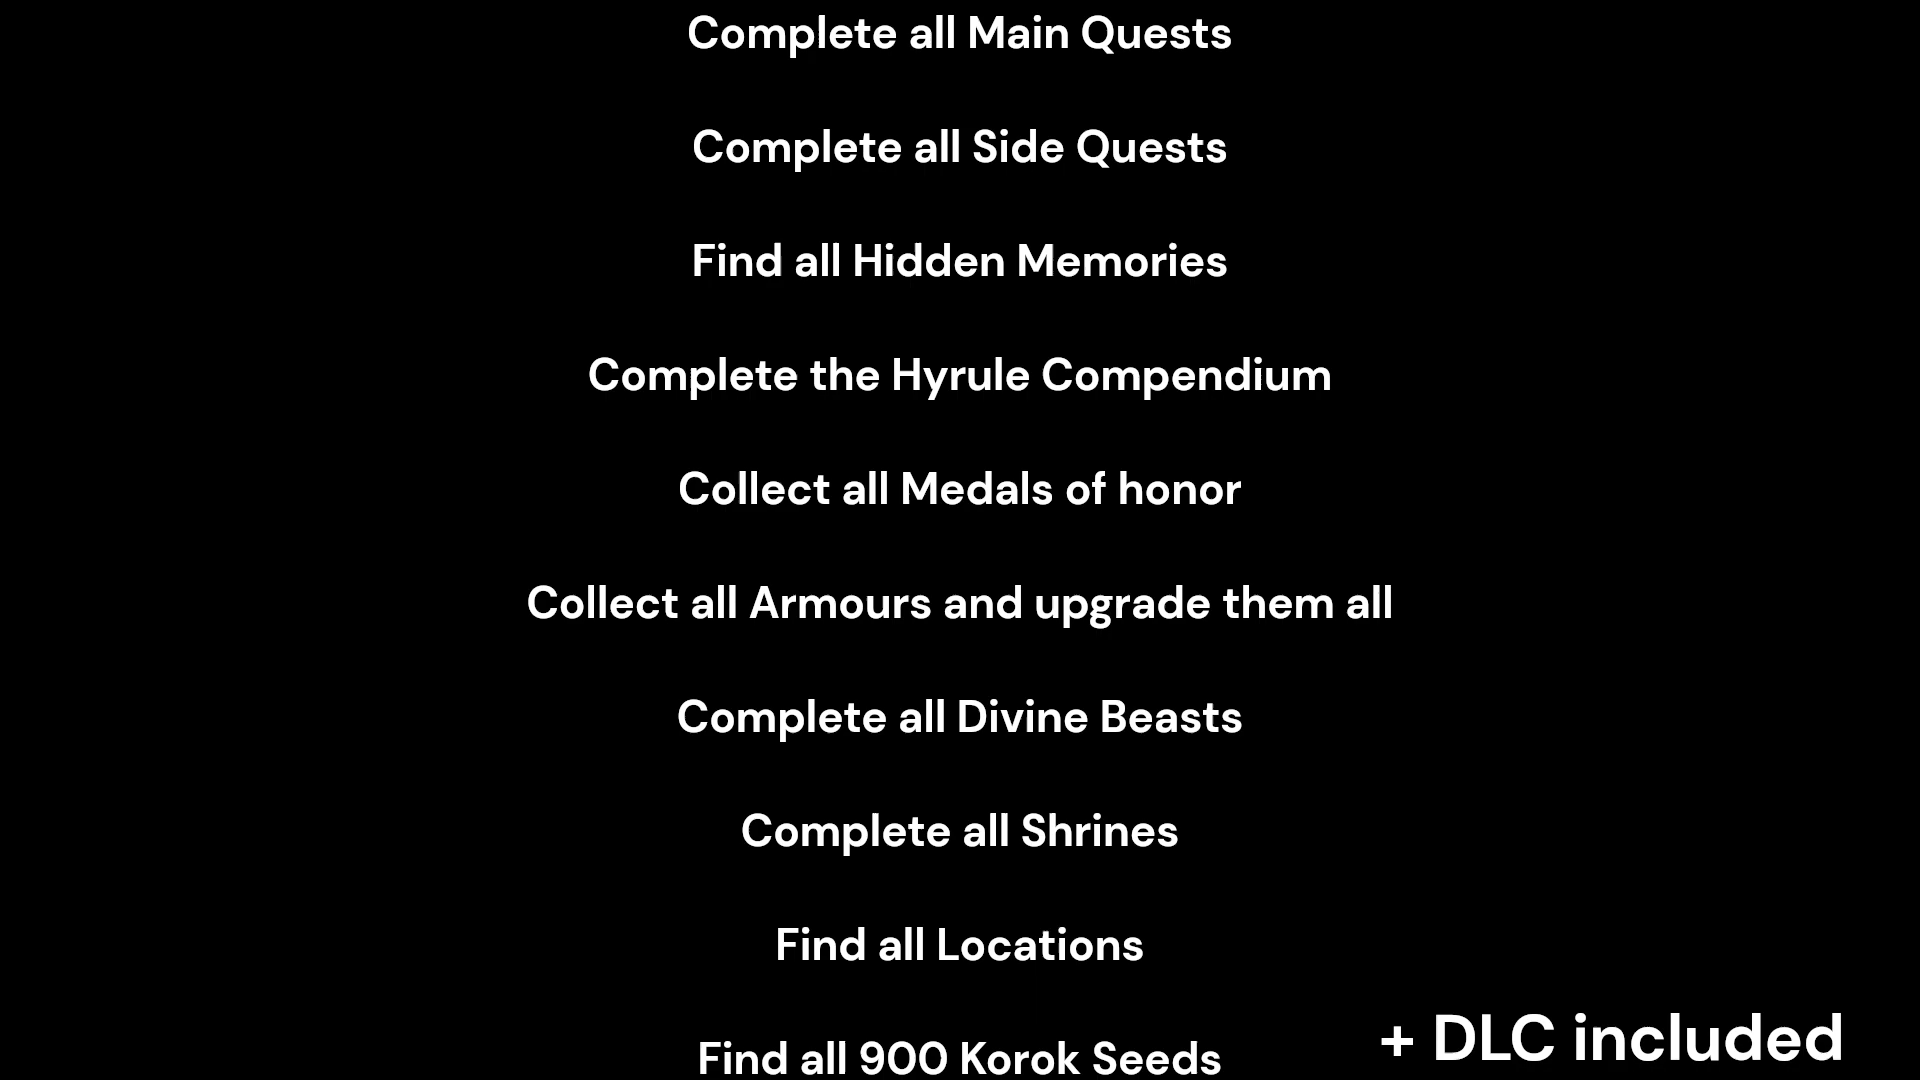 Complete all Main Quests
Complete all Side Quests
Find all Hidden Memories
Complete the Hyrule Compendium
Collect all Medals of honor
Collect all Armours and upgrade them all
Complete all Divine Beasts
Complete all Shrines
Find all Locations
Find all 900 Korok Seeds
+ DLC included